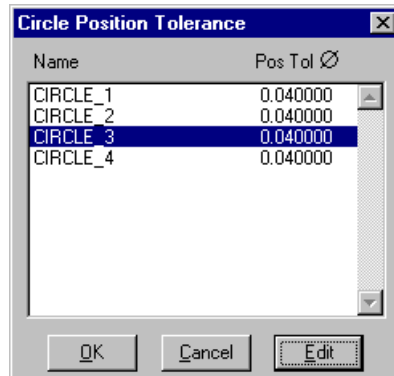 Circle Position Tolerance
Name Pos Tol Ø
CIRCLE_1 0.040000
CIRCLE_2 0.040000
CIRCLE_3 0.040000
CIRCLE_4 0.040000
OK Cancel Edit